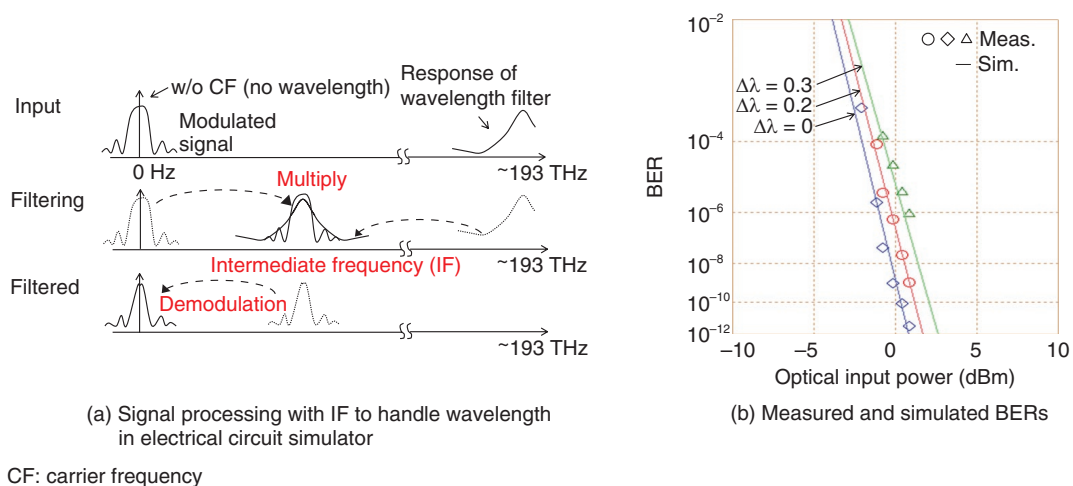 Input
w/o CF (no wavelength)
Modulated
signal
Response of
wavelength filter
0 Hz
~193 THz
Filtering
Multiply
Intermediate frequency (IF)
~193 THz
Filtered
Demodulation
~193 THz
(a) Signal processing with IF to handle wavelength
in electrical circuit simulator
CF: carrier frequency
BER
10⁻²
10⁻⁴
10⁻⁶
10⁻⁸
10⁻¹⁰
10⁻¹²
Meas.
Sim.
Δλ = 0.3
Δλ = 0.2
Δλ = 0
−10
−5
0
5
10
Optical input power (dBm)
(b) Measured and simulated BERs